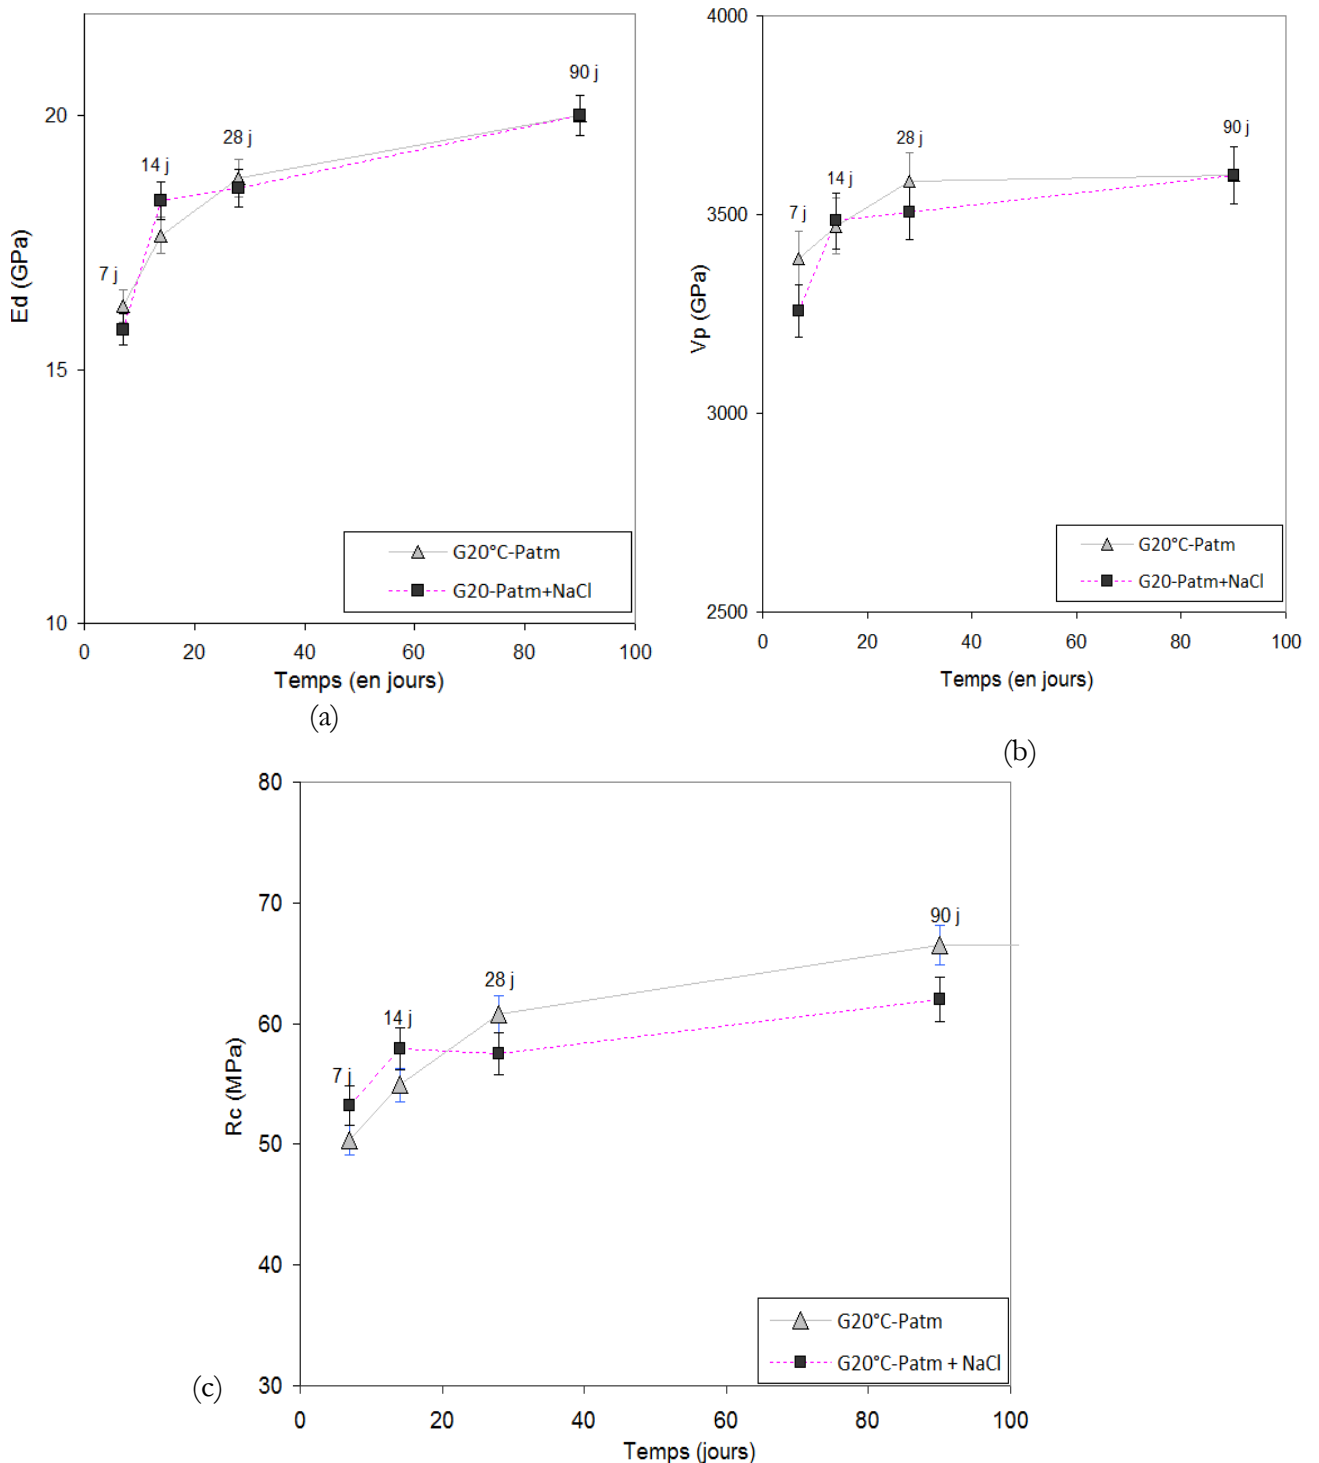 Ed (GPa)
20
15
10
7 j
14 j
28 j
90 j
G20°C-Patm
G20-Patm+NaCl
0 20 40 60 80 100
Temps (en jours)
(a)
Vp (GPa)
4000
3500
3000
2500
7 j
14 j
28 j
90 j
G20°C-Patm
G20-Patm+NaCl
0 20 40 60 80 100
Temps (en jours)
(b)
Rc (MPa)
80
70
60
50
40
30
7 j
14 j
28 j
90 j
G20°C-Patm
G20°C-Patm + NaCl
0 20 40 60 80 100
Temps (jours)
(c)